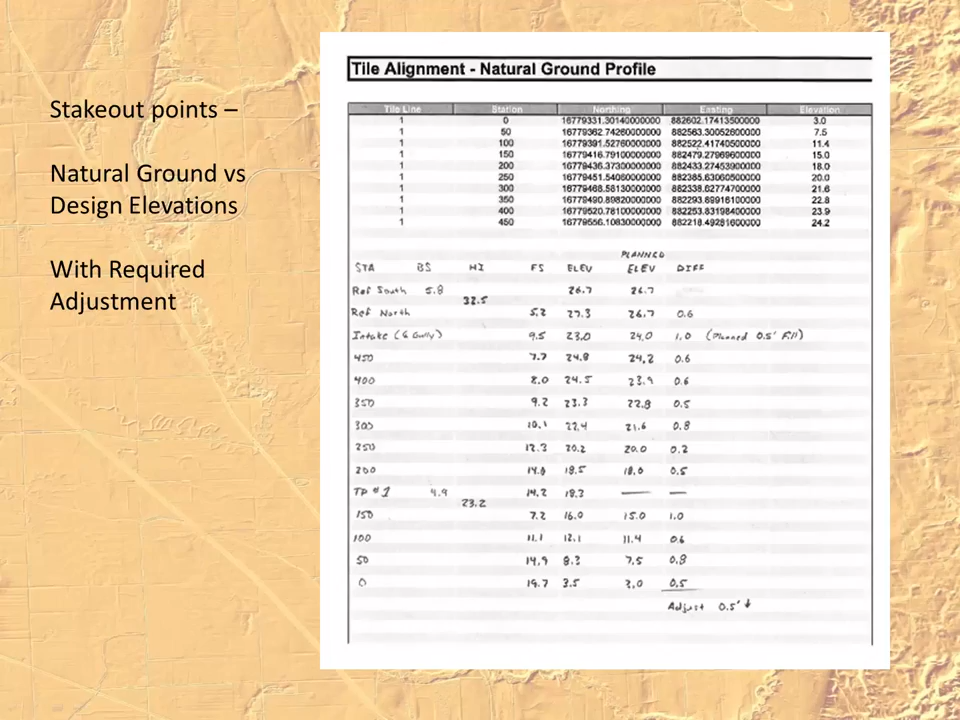 Stakeout points –
Natural Ground vs
Design Elevations
With Required
Adjustment
Tile Alignment - Natural Ground Profile
Tile Line Station Northing Easting Elevation
1 0 16779331.30140000000 882602.17413500000 3.0
1 50 16779362.74260000000 882563.30052600000 7.5
1 100 16779391.52760000000 882522.41740500000 11.4
1 150 16779416.79100000000 882479.27969600000 15.0
1 200 16779436.37300000000 882433.27453900000 18.0
1 250 16779451.54060000000 882385.63060500000 20.0
1 300 16779468.58130000000 882338.62774700000 21.6
1 350 16779490.89820000000 882293.89916100000 22.8
1 400 16779520.78100000000 882253.83198400000 23.9
1 450 16779556.10830000000 882218.49281600000 24.2
PLANNED
STA BS HI FS ELEV ELEV DIFF
Ref South 5.8 26.7 26.7
32.5
Ref North 5.2 27.3 26.7 0.6
Intake (& Gully) 9.5 23.0 24.0 1.0 (Planned 0.5' Fill)
450 7.7 24.8 24.2 0.6
400 8.0 24.5 23.9 0.6
350 9.2 23.3 22.8 0.5
300 10.1 22.4 21.6 0.8
250 12.3 20.2 20.0 0.2
200 14.0 18.5 18.0 0.5
TP #1 4.9 14.2 18.3 — —
23.2
150 7.2 16.0 15.0 1.0
100 11.1 12.1 11.4 0.6
50 14.9 8.3 7.5 0.8
0 19.7 3.5 3.0 0.5
Adjust 0.5' ↓